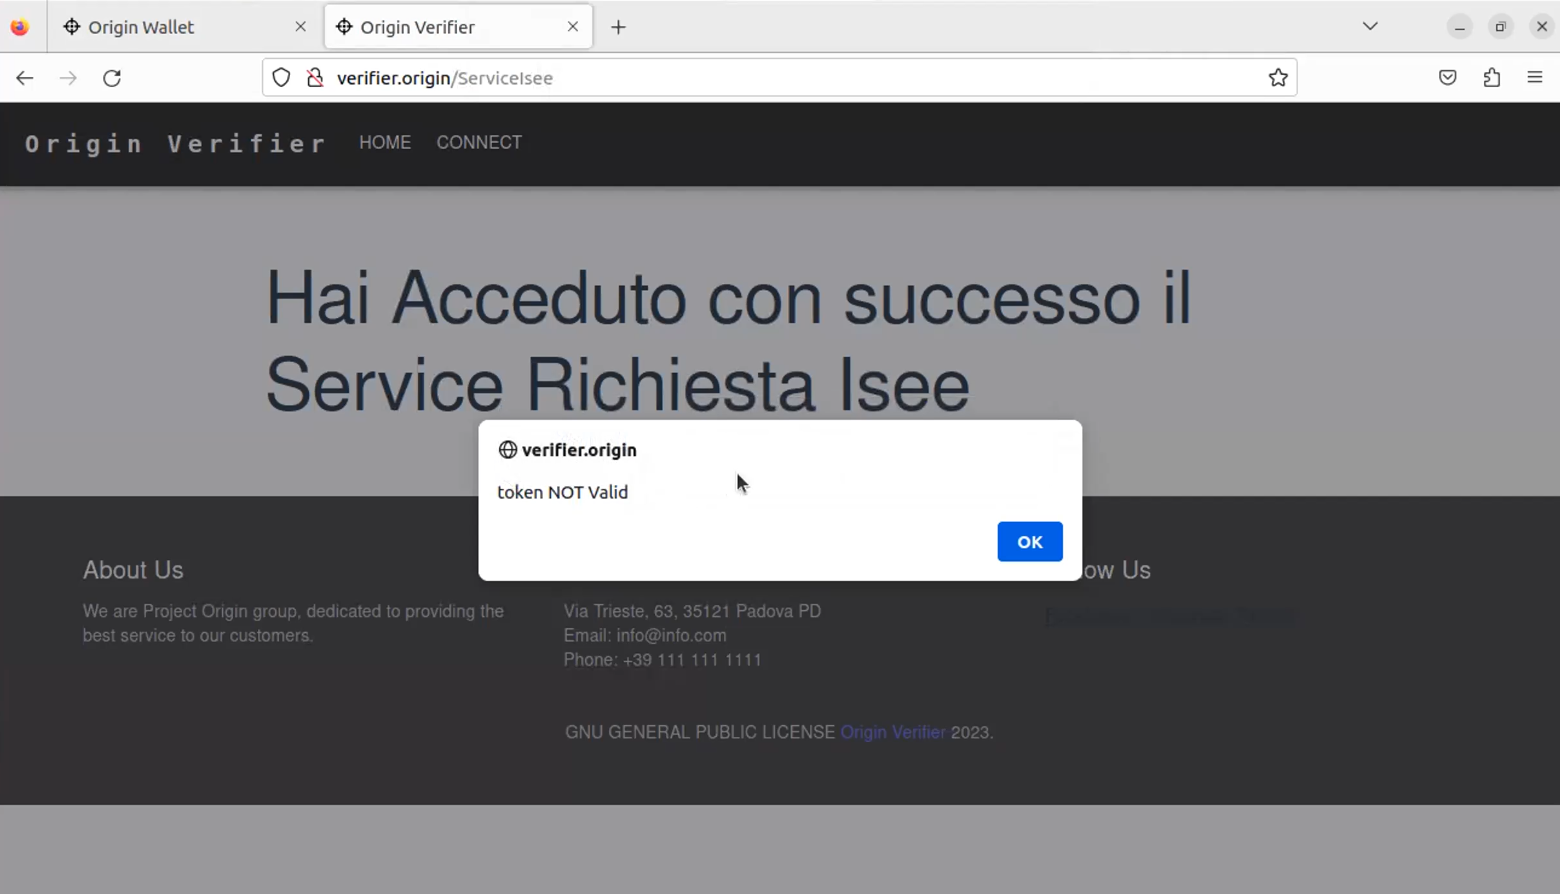 Origin Wallet
Origin Verifier
verifier.origin/ServiceIsee
Origin Verifier
HOME
CONNECT
Hai Acceduto con successo il
Service Richiesta Isee
verifier.origin
token NOT Valid
OK
About Us
We are Project Origin group, dedicated to providing the
best service to our customers.
Via Trieste, 63, 35121 Padova PD
Email: info@info.com
Phone: +39 111 111 1111
ow Us
GNU GENERAL PUBLIC LICENSE Origin Verifier 2023.